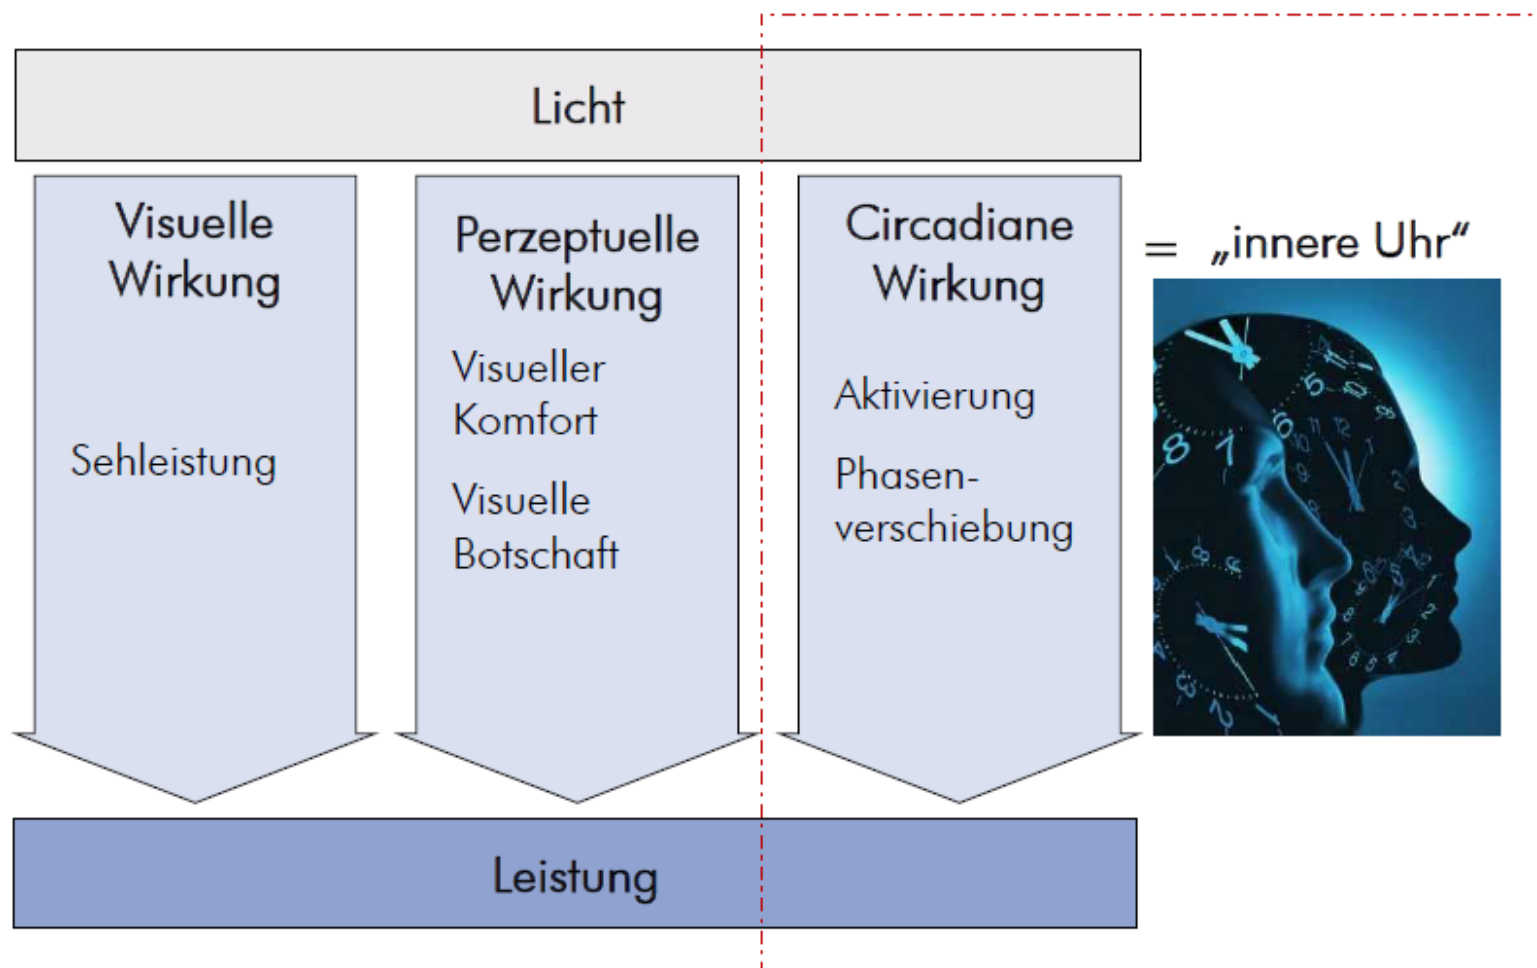 Licht
Visuelle
Wirkung
Sehleistung
Perzeptuelle
Wirkung
Visueller
Komfort
Visuelle
Botschaft
Circadiane
Wirkung
Aktivierung
Phasen-
verschiebung
= „innere Uhr“
Leistung